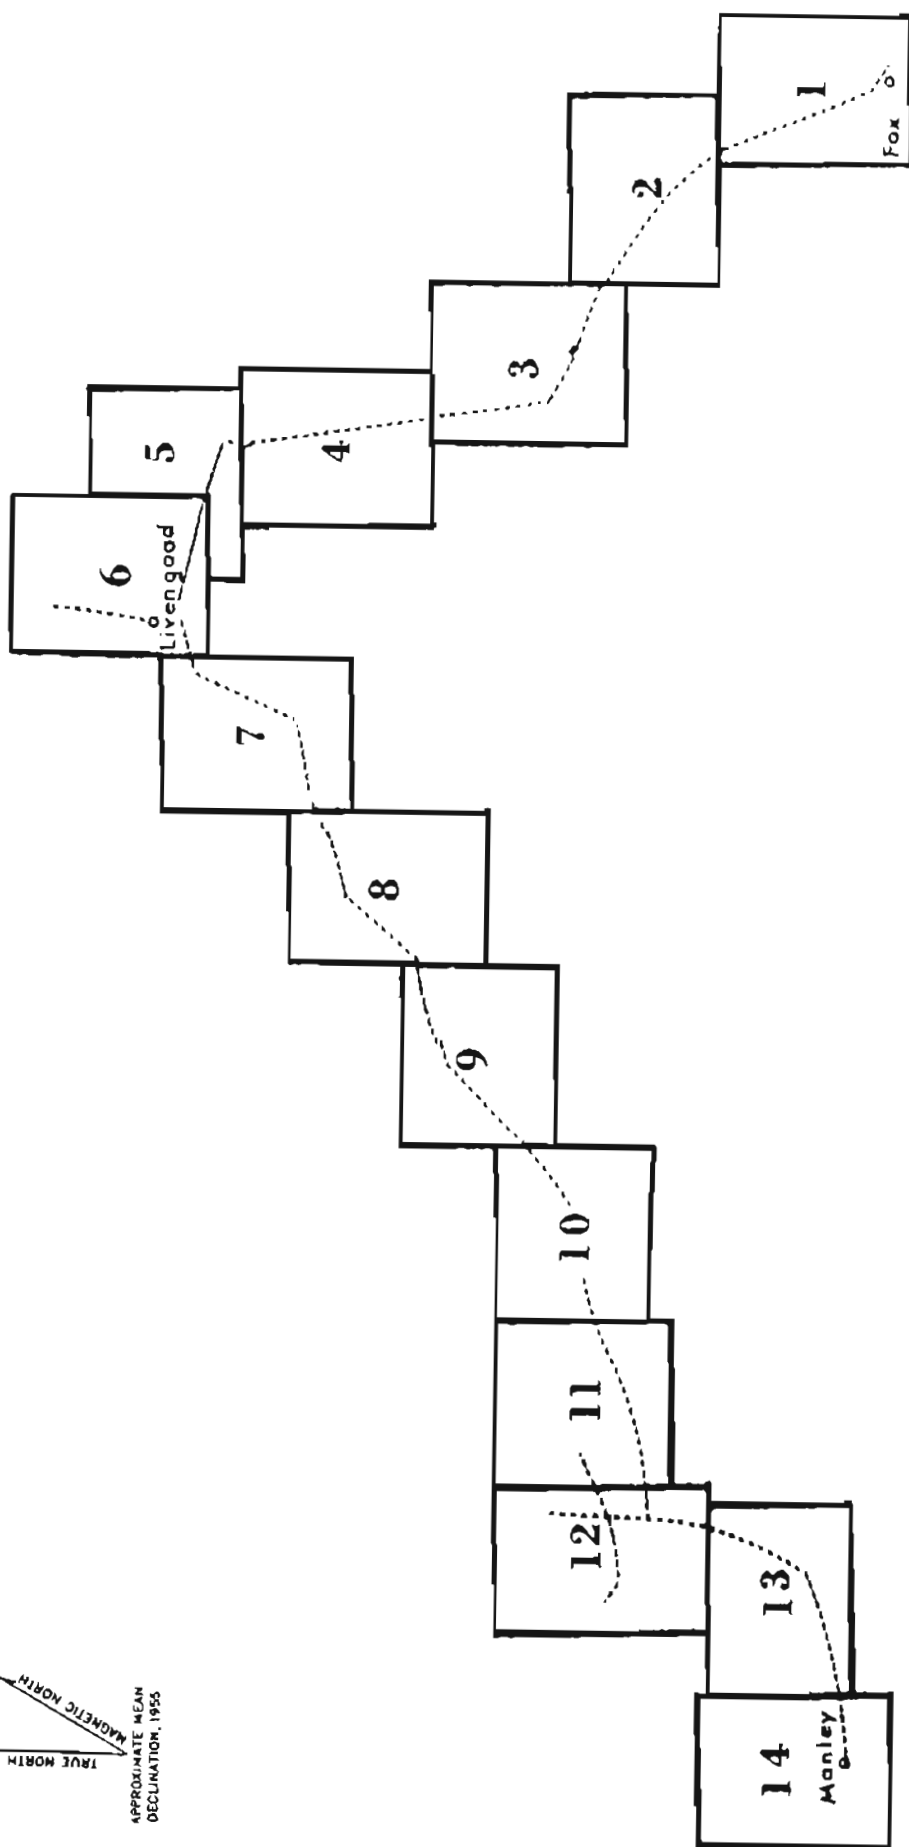 1
Fox
2
3
4
5
6
Livengood
7
8
9
10
11
12
13
14
Manley
TRUE NORTH
MAGNETIC NORTH
APPROXIMATE MEAN
DECLINATION, 1955